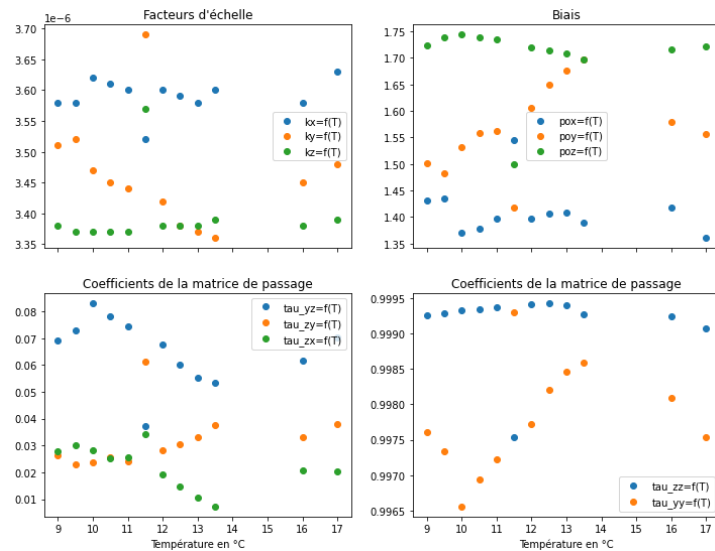 Facteurs d'échelle
1e-6
3.70
3.65
3.60
3.55
3.50
3.45
3.40
3.35
kx=f(T)
ky=f(T)
kz=f(T)
Biais
1.75
1.70
1.65
1.60
1.55
1.50
1.45
1.40
1.35
pox=f(T)
poy=f(T)
poz=f(T)
Coefficients de la matrice de passage
0.08
0.07
0.06
0.05
0.04
0.03
0.02
0.01
tau_yz=f(T)
tau_zy=f(T)
tau_zx=f(T)
9 10 11 12 13 14 15 16 17
Température en °C
Coefficients de la matrice de passage
0.9995
0.9990
0.9985
0.9980
0.9975
0.9970
0.9965
tau_zz=f(T)
tau_yy=f(T)
9 10 11 12 13 14 15 16 17
Température en °C